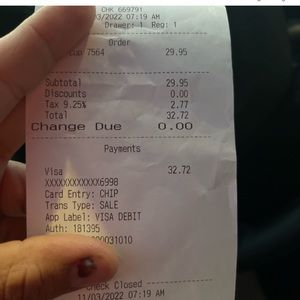 CHK 669791
/03/2022 07:19 AM
Drawer: 1 Reg: 1
Order
Cup 7564 29.95
Subtotal 29.95
Discounts 0.00
Tax 9.25% 2.77
Total 32.72
Change Due 0.00
Payments
Visa 32.72
XXXXXXXXXXXX6998
Card Entry: CHIP
Trans Type: SALE
App Label: VISA DEBIT
Auth: 181395
0031010
Check Closed
11/03/2022 07:19 AM